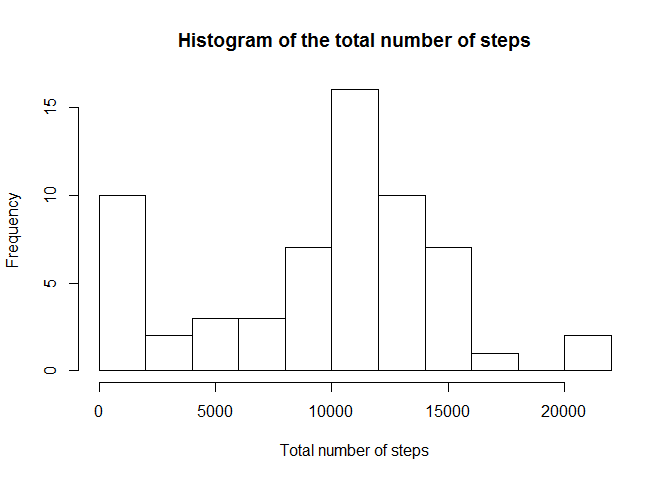 Histogram of the total number of steps
Frequency
15
10
5
0
0 5000 10000 15000 20000
Total number of steps